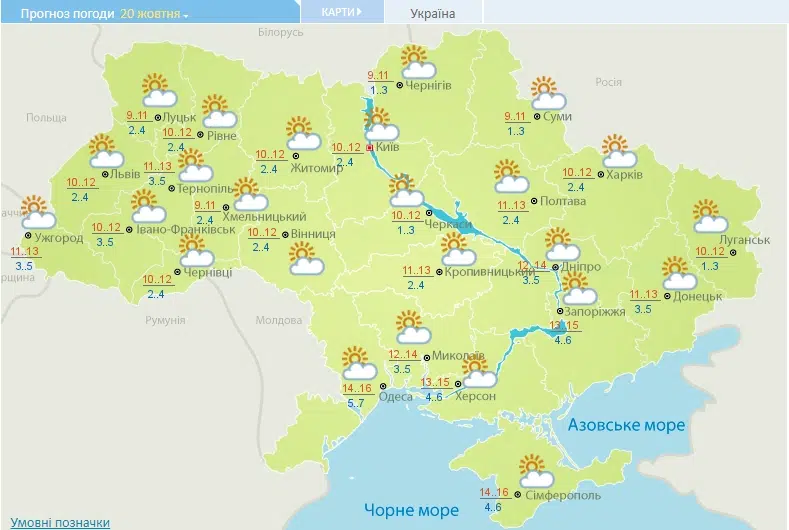 Прогноз погоди 20 жовтня
КАРТИ
Україна
Білорусь
Росія
Польща
9..11
1..3
Чернігів
9..11
2..4
Луцьк
10..12
2..4
Рівне
9..11
1..3
Суми
10..12
2..4
Житомир
10..12
2..4
Київ
10..12
2..4
Львів
11..13
3..5
Тернопіль
10..12
2..4
Харків
9..11
2..4
Хмельницький
11..13
2..4
Полтава
10..12
1..3
Черкаси
11..13
3..5
Ужгород
10..12
3..5
Івано-Франківськ
10..12
2..4
Вінниця
10..12
1..3
Луганськ
10..12
2..4
Чернівці
11..13
2..4
Кропивницький
12..14
3..5
Дніпро
11..13
3..5
Донецьк
Запоріжжя
13..15
4..6
Румунія
Молдова
12..14
3..5
Миколаїв
14..16
5..7
Одеса
13..15
4..6
Херсон
Азовське море
14..16
4..6
Сімферополь
Чорне море
Умовні позначки